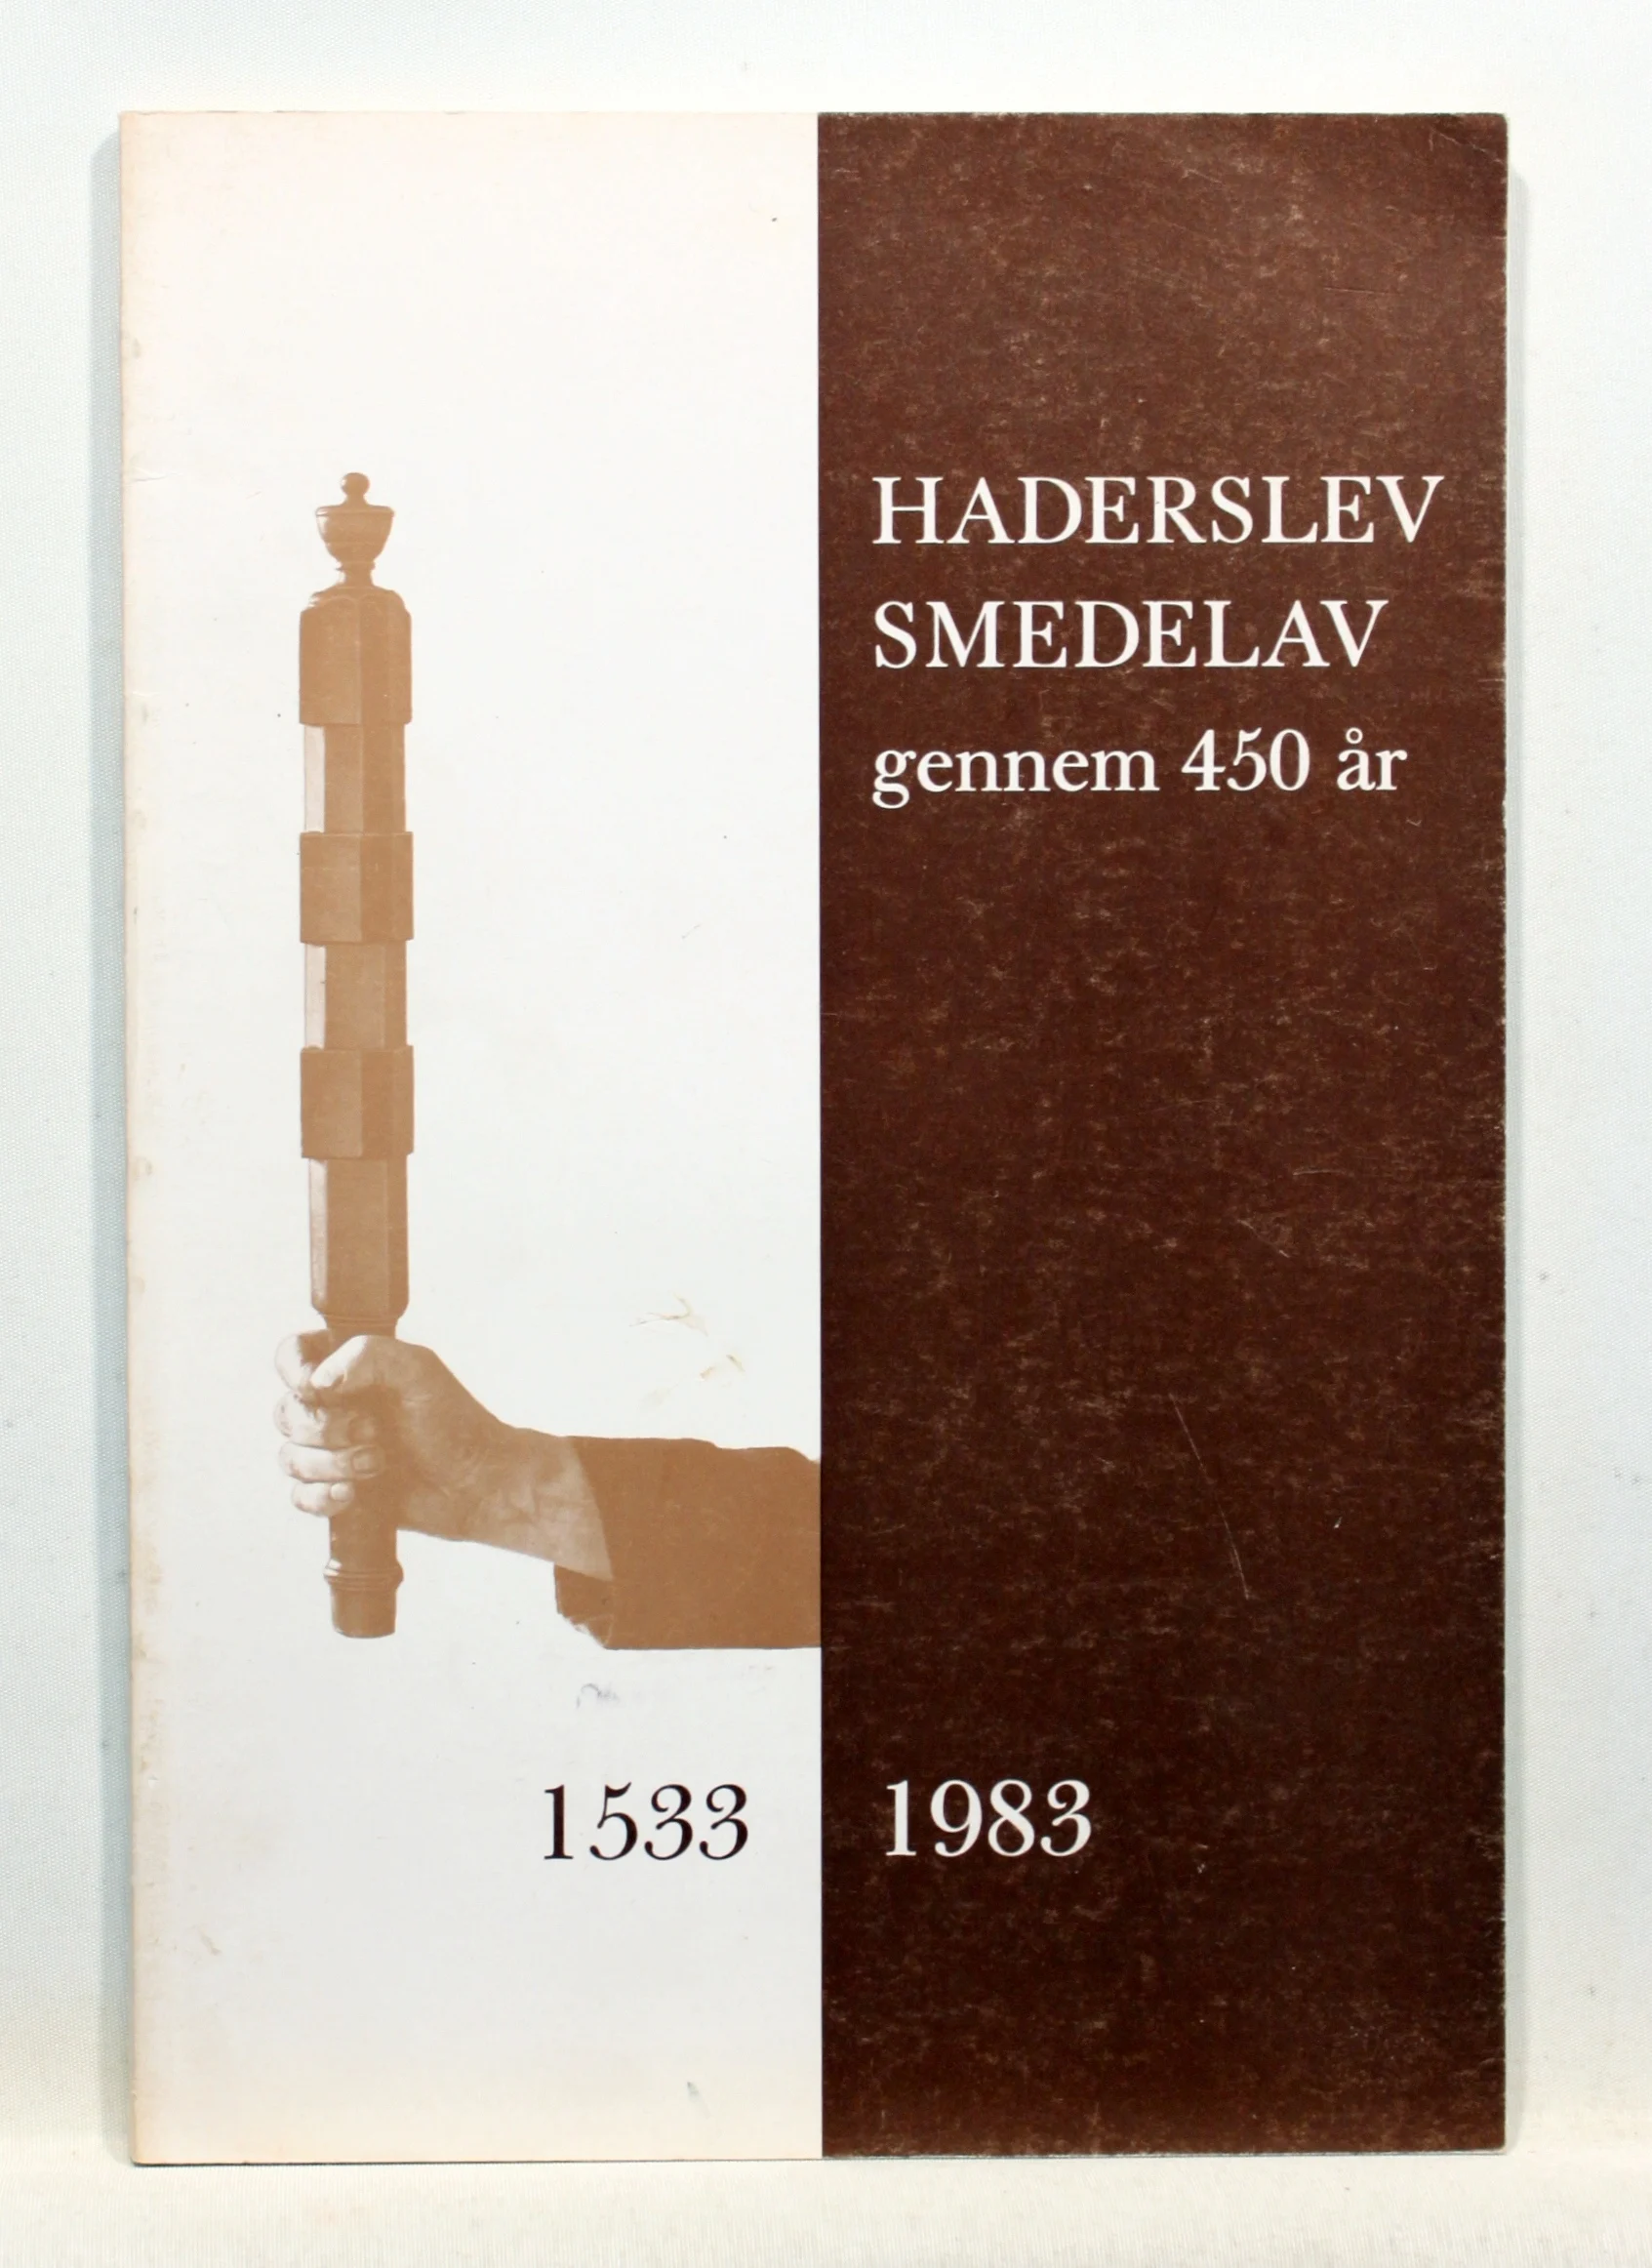 HADERSLEV
SMEDELAV
gennem 450 år
1533 1983